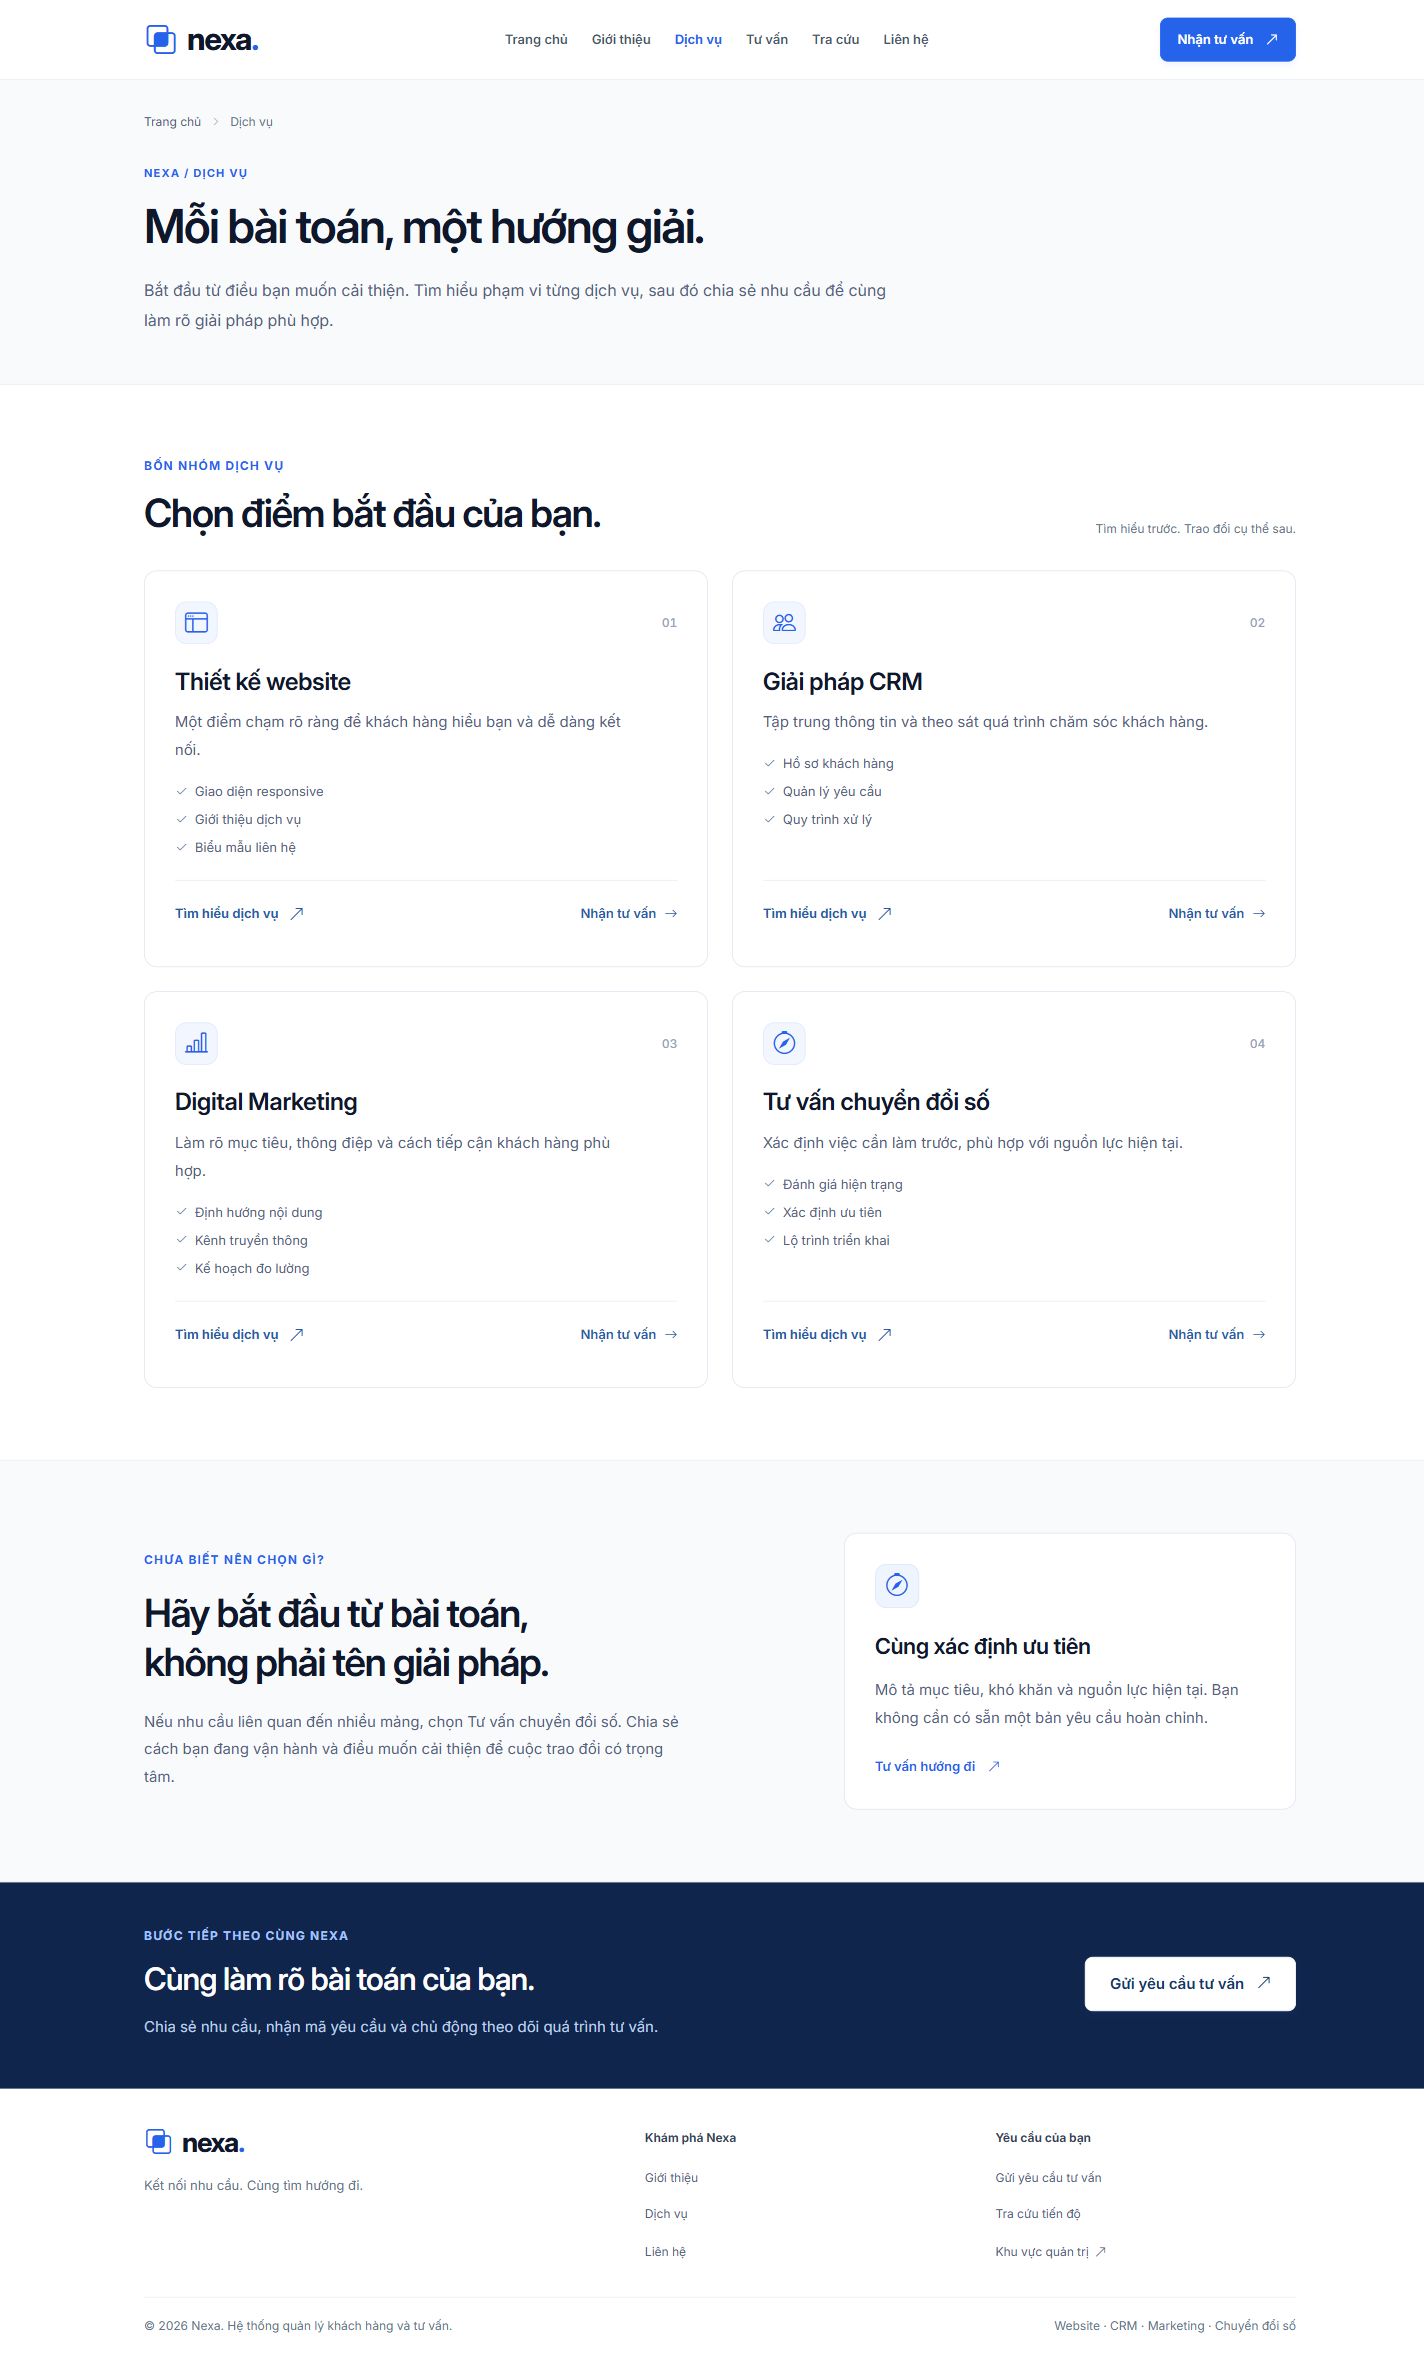 nexa.
Trang chủ
Giới thiệu
Dịch vụ
Tư vấn
Tra cứu
Liên hệ
Nhận tư vấn
Trang chủ
Dịch vụ
NEXA / DỊCH VỤ
Mỗi bài toán, một hướng giải.
Bắt đầu từ điều bạn muốn cải thiện. Tìm hiểu phạm vi từng dịch vụ, sau đó chia sẻ nhu cầu để cùng
làm rõ giải pháp phù hợp.
BỐN NHÓM DỊCH VỤ
Chọn điểm bắt đầu của bạn.
Tìm hiểu trước. Trao đổi cụ thể sau.
01
Thiết kế website
Một điểm chạm rõ ràng để khách hàng hiểu bạn và dễ dàng kết
nối.
Giao diện responsive
Giới thiệu dịch vụ
Biểu mẫu liên hệ
Tìm hiểu dịch vụ
Nhận tư vấn
02
Giải pháp CRM
Tập trung thông tin và theo sát quá trình chăm sóc khách hàng.
Hồ sơ khách hàng
Quản lý yêu cầu
Quy trình xử lý
Tìm hiểu dịch vụ
Nhận tư vấn
03
Digital Marketing
Làm rõ mục tiêu, thông điệp và cách tiếp cận khách hàng phù
hợp.
Định hướng nội dung
Kênh truyền thông
Kế hoạch đo lường
Tìm hiểu dịch vụ
Nhận tư vấn
04
Tư vấn chuyển đổi số
Xác định việc cần làm trước, phù hợp với nguồn lực hiện tại.
Đánh giá hiện trạng
Xác định ưu tiên
Lộ trình triển khai
Tìm hiểu dịch vụ
Nhận tư vấn
CHƯA BIẾT NÊN CHỌN GÌ?
Hãy bắt đầu từ bài toán,
không phải tên giải pháp.
Nếu nhu cầu liên quan đến nhiều mảng, chọn Tư vấn chuyển đổi số. Chia sẻ
cách bạn đang vận hành và điều muốn cải thiện để cuộc trao đổi có trọng
tâm.
Cùng xác định ưu tiên
Mô tả mục tiêu, khó khăn và nguồn lực hiện tại. Bạn
không cần có sẵn một bản yêu cầu hoàn chỉnh.
Tư vấn hướng đi
BƯỚC TIẾP THEO CÙNG NEXA
Cùng làm rõ bài toán của bạn.
Chia sẻ nhu cầu, nhận mã yêu cầu và chủ động theo dõi quá trình tư vấn.
Gửi yêu cầu tư vấn
nexa.
Kết nối nhu cầu. Cùng tìm hướng đi.
Khám phá Nexa
Giới thiệu
Dịch vụ
Liên hệ
Yêu cầu của bạn
Gửi yêu cầu tư vấn
Tra cứu tiến độ
Khu vực quản trị
© 2026 Nexa. Hệ thống quản lý khách hàng và tư vấn.
Website · CRM · Marketing · Chuyển đổi số